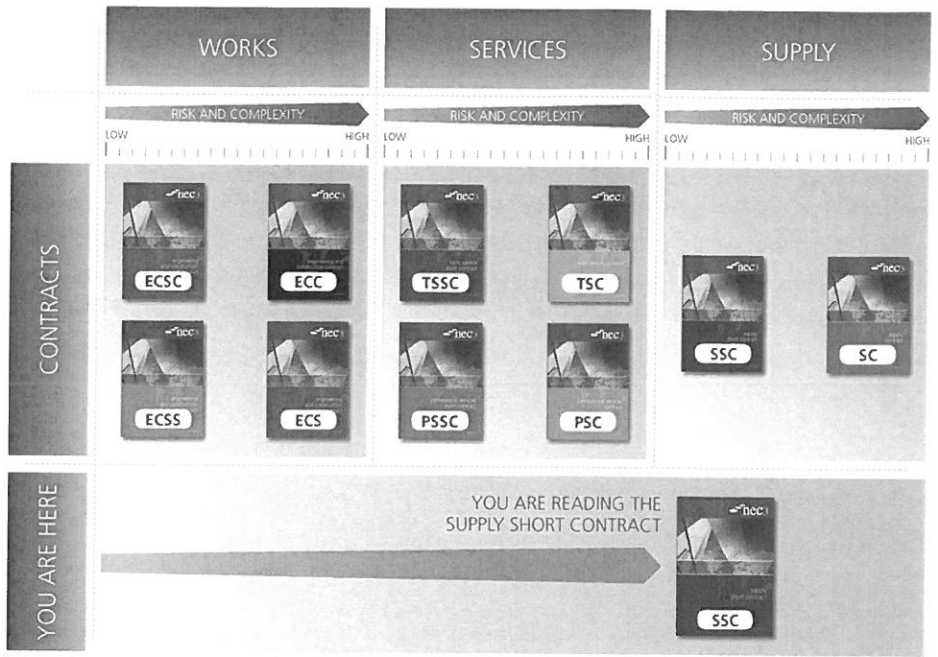 WORKS
SERVICES
SUPPLY
RISK AND COMPLEXITY
RISK AND COMPLEXITY
RISK AND COMPLEXITY
LOW
HIGH
LOW
HIGH
LOW
HIGH
CONTRACTS
nec3
nec3
nec3
nec3
ECSC
ECC
TSSC
TSC
nec3
nec3
SSC
SC
nec3
nec3
nec3
nec3
ECSS
ECS
PSSC
PSC
YOU ARE HERE
YOU ARE READING THE
SUPPLY SHORT CONTRACT
nec3
SSC